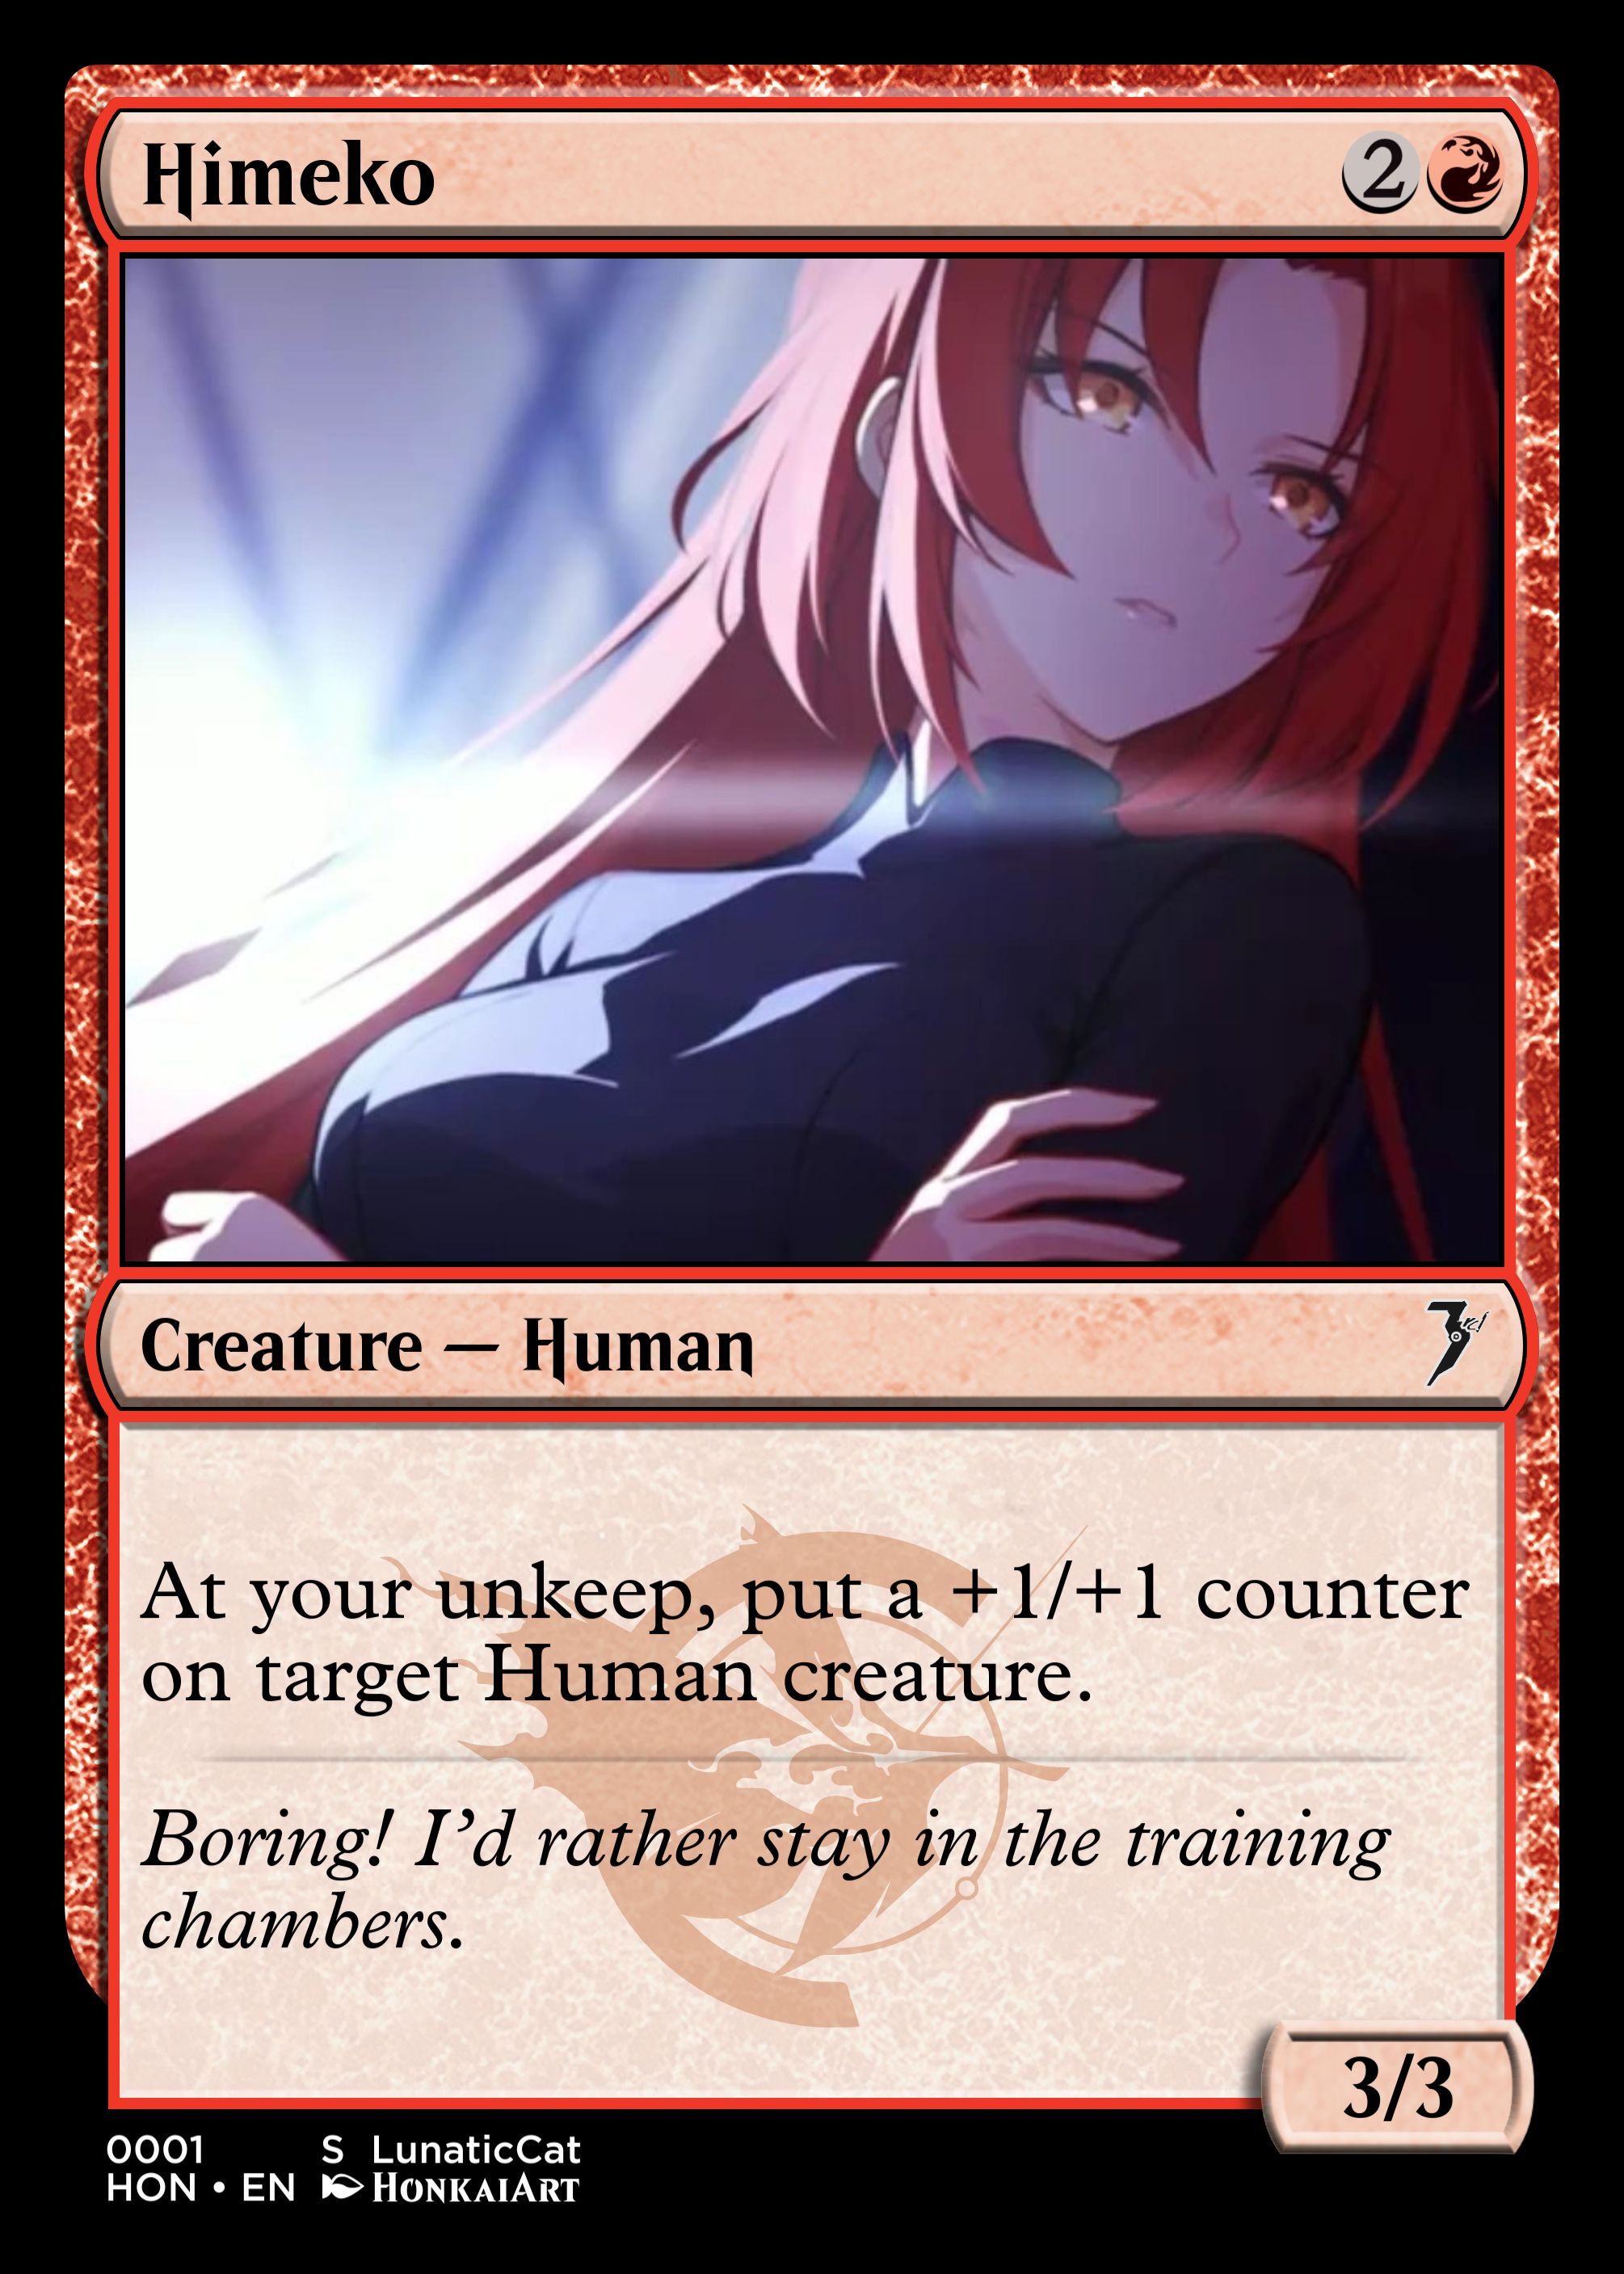 Himeko 2
Creature — Human
3rd
At your unkeep, put a +1/+1 counter
on target Human creature.
Boring! I’d rather stay in the training
chambers.
3/3
0001 S LunaticCat
HON • EN HONKAIART